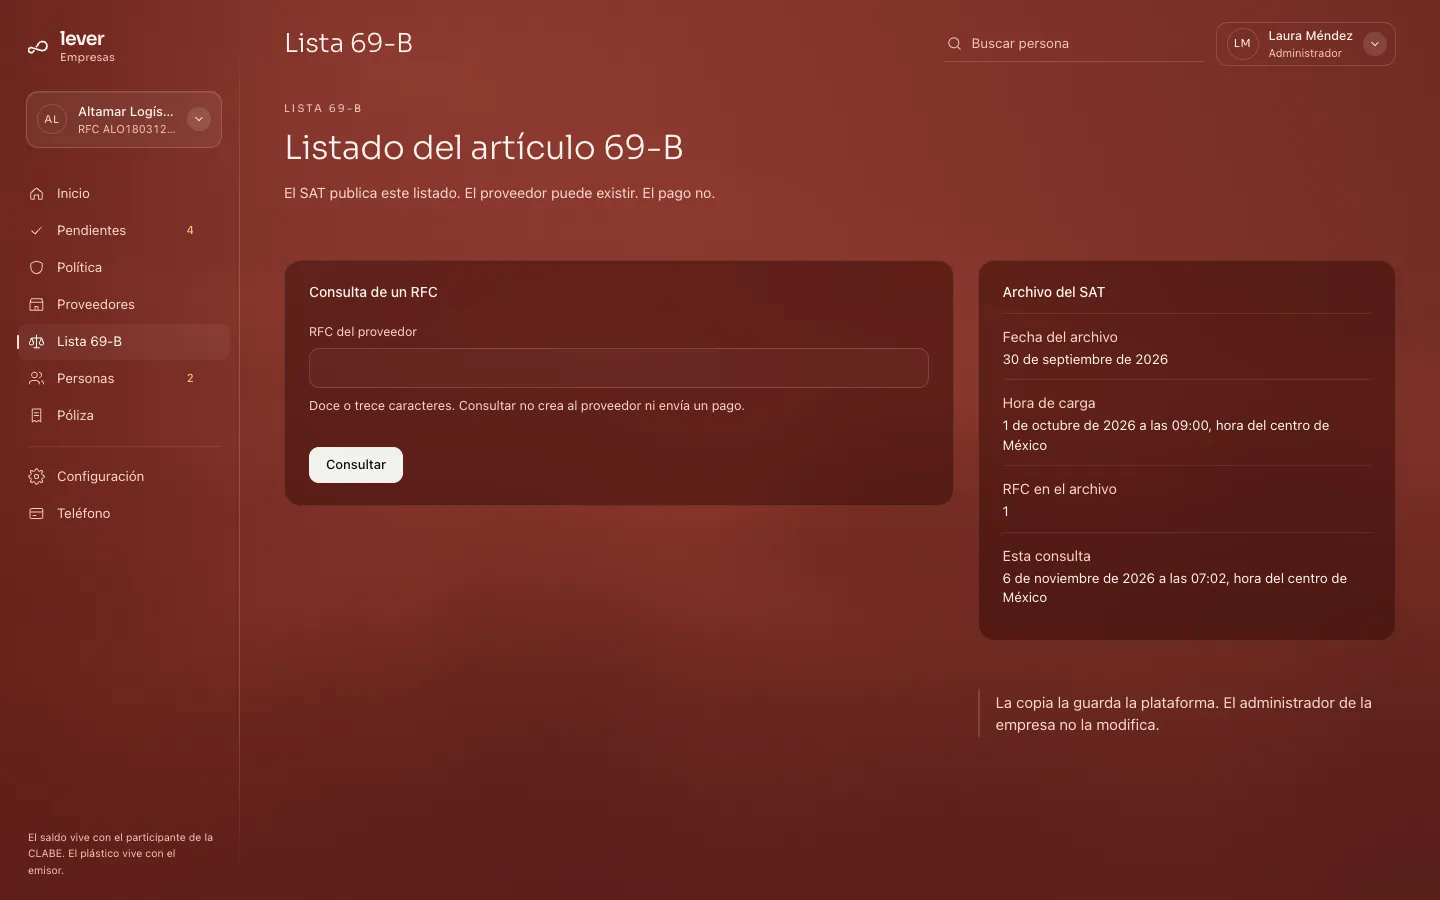 lever
Empresas
AL
Altamar Logís...
RFC ALO180312...
Inicio
Pendientes 4
Política
Proveedores
Lista 69-B
Personas 2
Póliza
Configuración
Teléfono
El saldo vive con el participante de la
CLABE. El plástico vive con el
emisor.
Lista 69-B
Buscar persona
LM
Laura Méndez
Administrador
LISTA 69-B
Listado del artículo 69-B
El SAT publica este listado. El proveedor puede existir. El pago no.
Consulta de un RFC
RFC del proveedor
Doce o trece caracteres. Consultar no crea al proveedor ni envía un pago.
Consultar
Archivo del SAT
Fecha del archivo
30 de septiembre de 2026
Hora de carga
1 de octubre de 2026 a las 09:00, hora del centro de
México
RFC en el archivo
1
Esta consulta
6 de noviembre de 2026 a las 07:02, hora del centro de
México
La copia la guarda la plataforma. El administrador de la
empresa no la modifica.